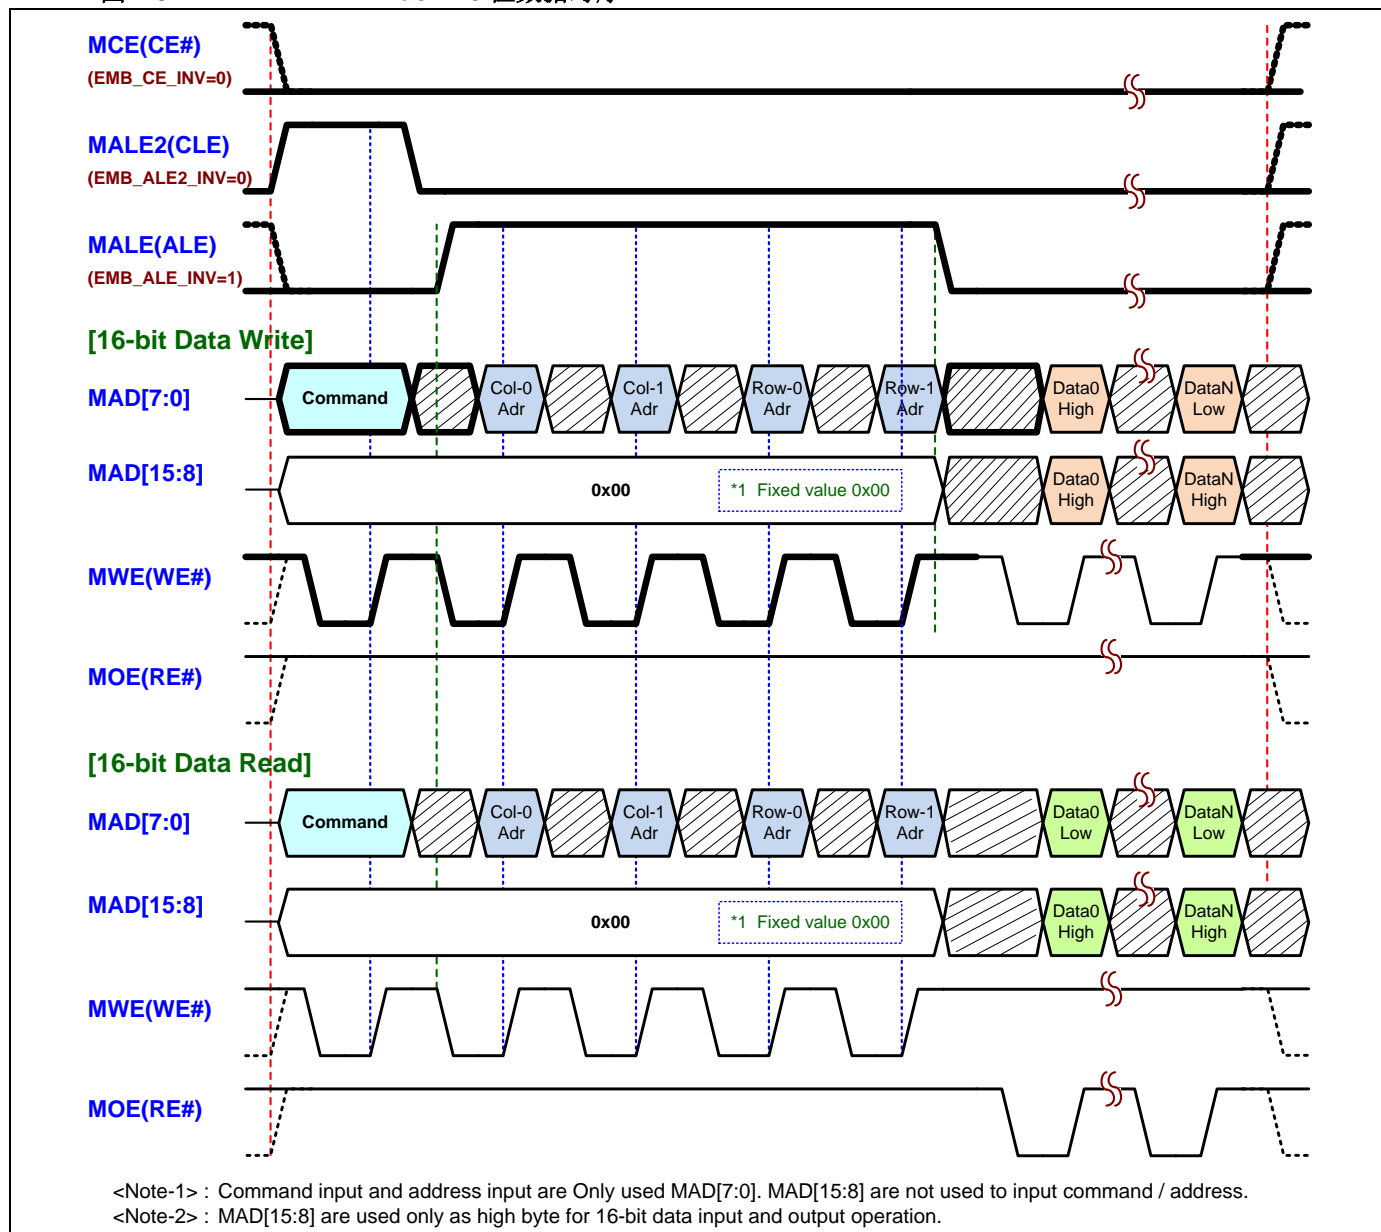 MCE(CE#)
(EMB_CE_INV=0)
MALE2(CLE)
(EMB_ALE2_INV=0)
MALE(ALE)
(EMB_ALE_INV=1)
[16-bit Data Write]
MAD[7:0]
Command
Col-0 Adr
Col-1 Adr
Row-0 Adr
Row-1 Adr
Data0 High
DataN Low
MAD[15:8]
0x00
*1 Fixed value 0x00
Data0 High
DataN High
MWE(WE#)
MOE(RE#)
[16-bit Data Read]
MAD[7:0]
Command
Col-0 Adr
Col-1 Adr
Row-0 Adr
Row-1 Adr
Data0 Low
DataN Low
MAD[15:8]
0x00
*1 Fixed value 0x00
Data0 High
DataN High
MWE(WE#)
MOE(RE#)
<Note-1> : Command input and address input are Only used MAD[7:0]. MAD[15:8] are not used to input command / address.
<Note-2> : MAD[15:8] are used only as high byte for 16-bit data input and output operation.